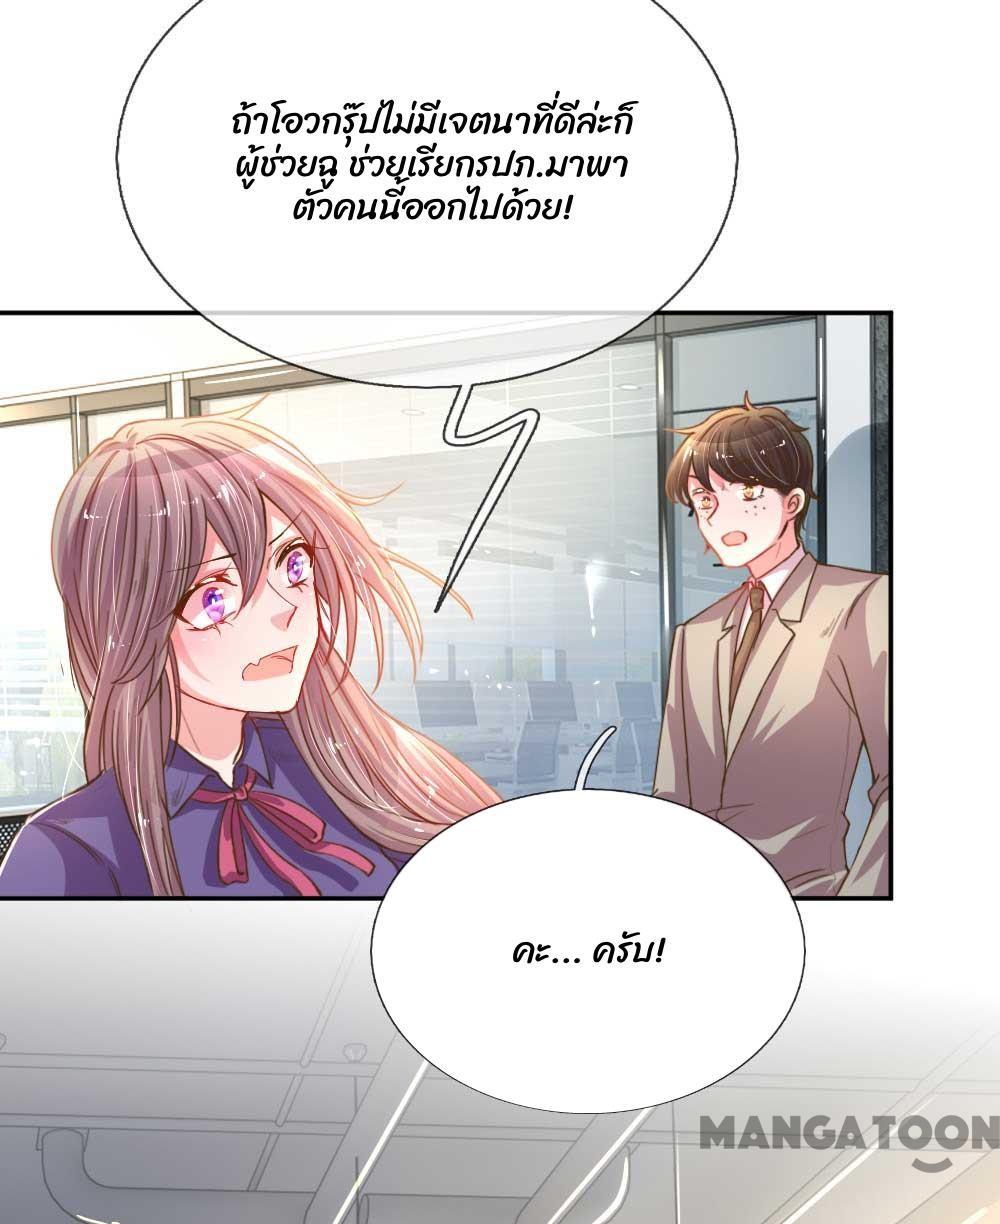 ถ้าโอวกรุ๊ปไม่มีเจตนาที่ดีล่ะก็
ผู้ช่วยฉู ช่วยเรียกรปภ.มาพา
ตัวคนนี้ออกไปด้วย!
คะ... ครับ!
MANGATOON